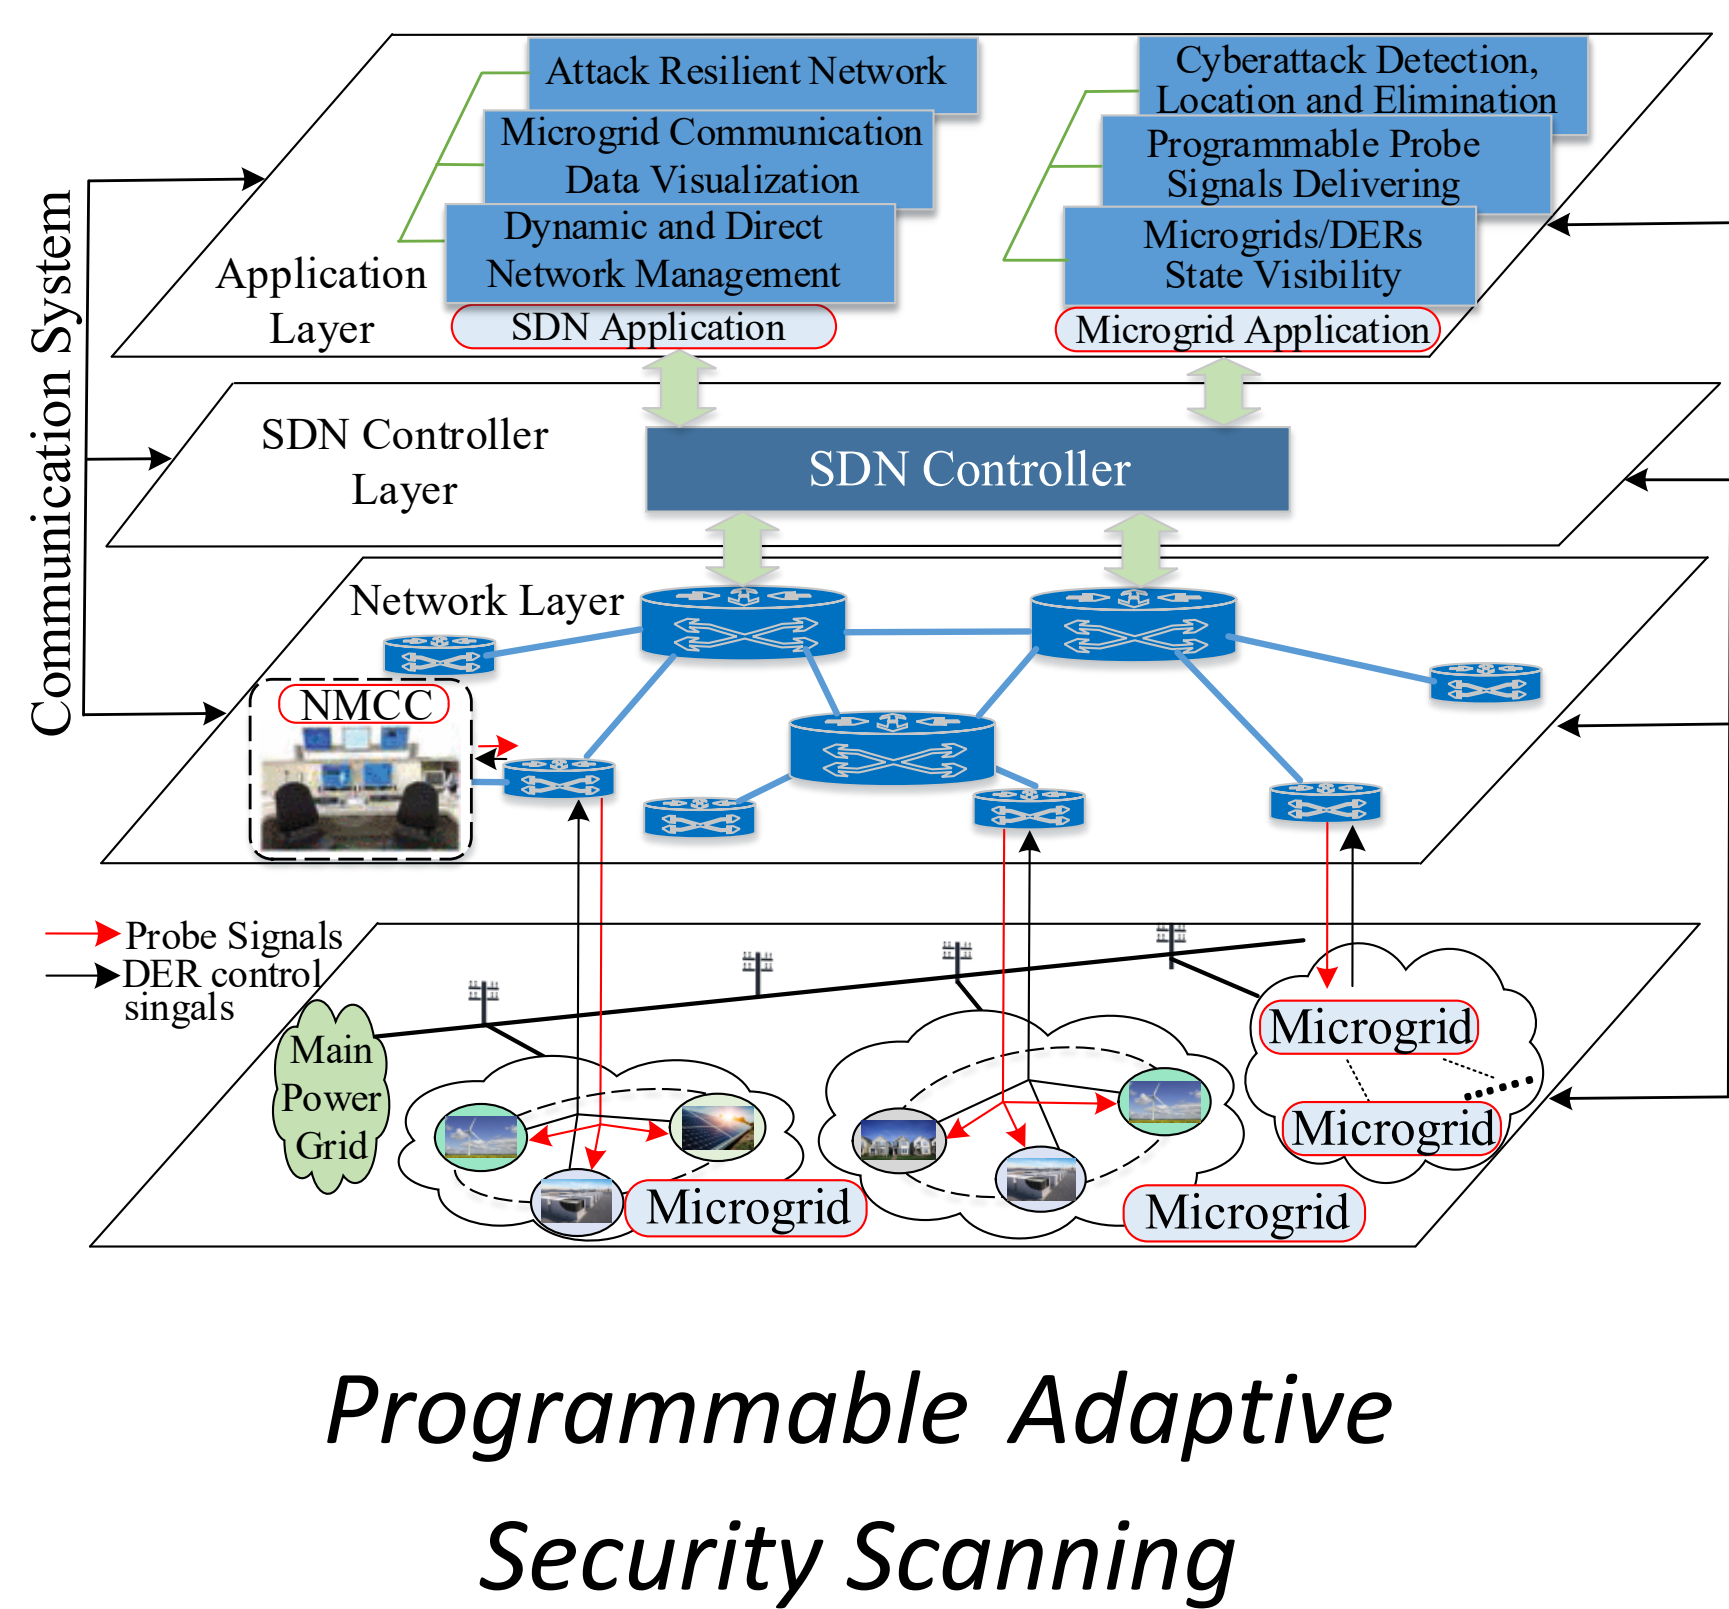 Attack Resilient Network
Microgrid Communication
Data Visualization
Dynamic and Direct
Network Management
SDN Application
Cyberattack Detection,
Location and Elimination
Programmable Probe
Signals Delivering
Microgrids/DERs
State Visibility
Microgrid Application
Application
Layer
Communication System
SDN Controller
Layer
SDN Controller
Network Layer
NMCC
Probe Signals
DER control
singals
Main
Power
Grid
Microgrid
Microgrid
Microgrid
Microgrid
Programmable Adaptive
Security Scanning